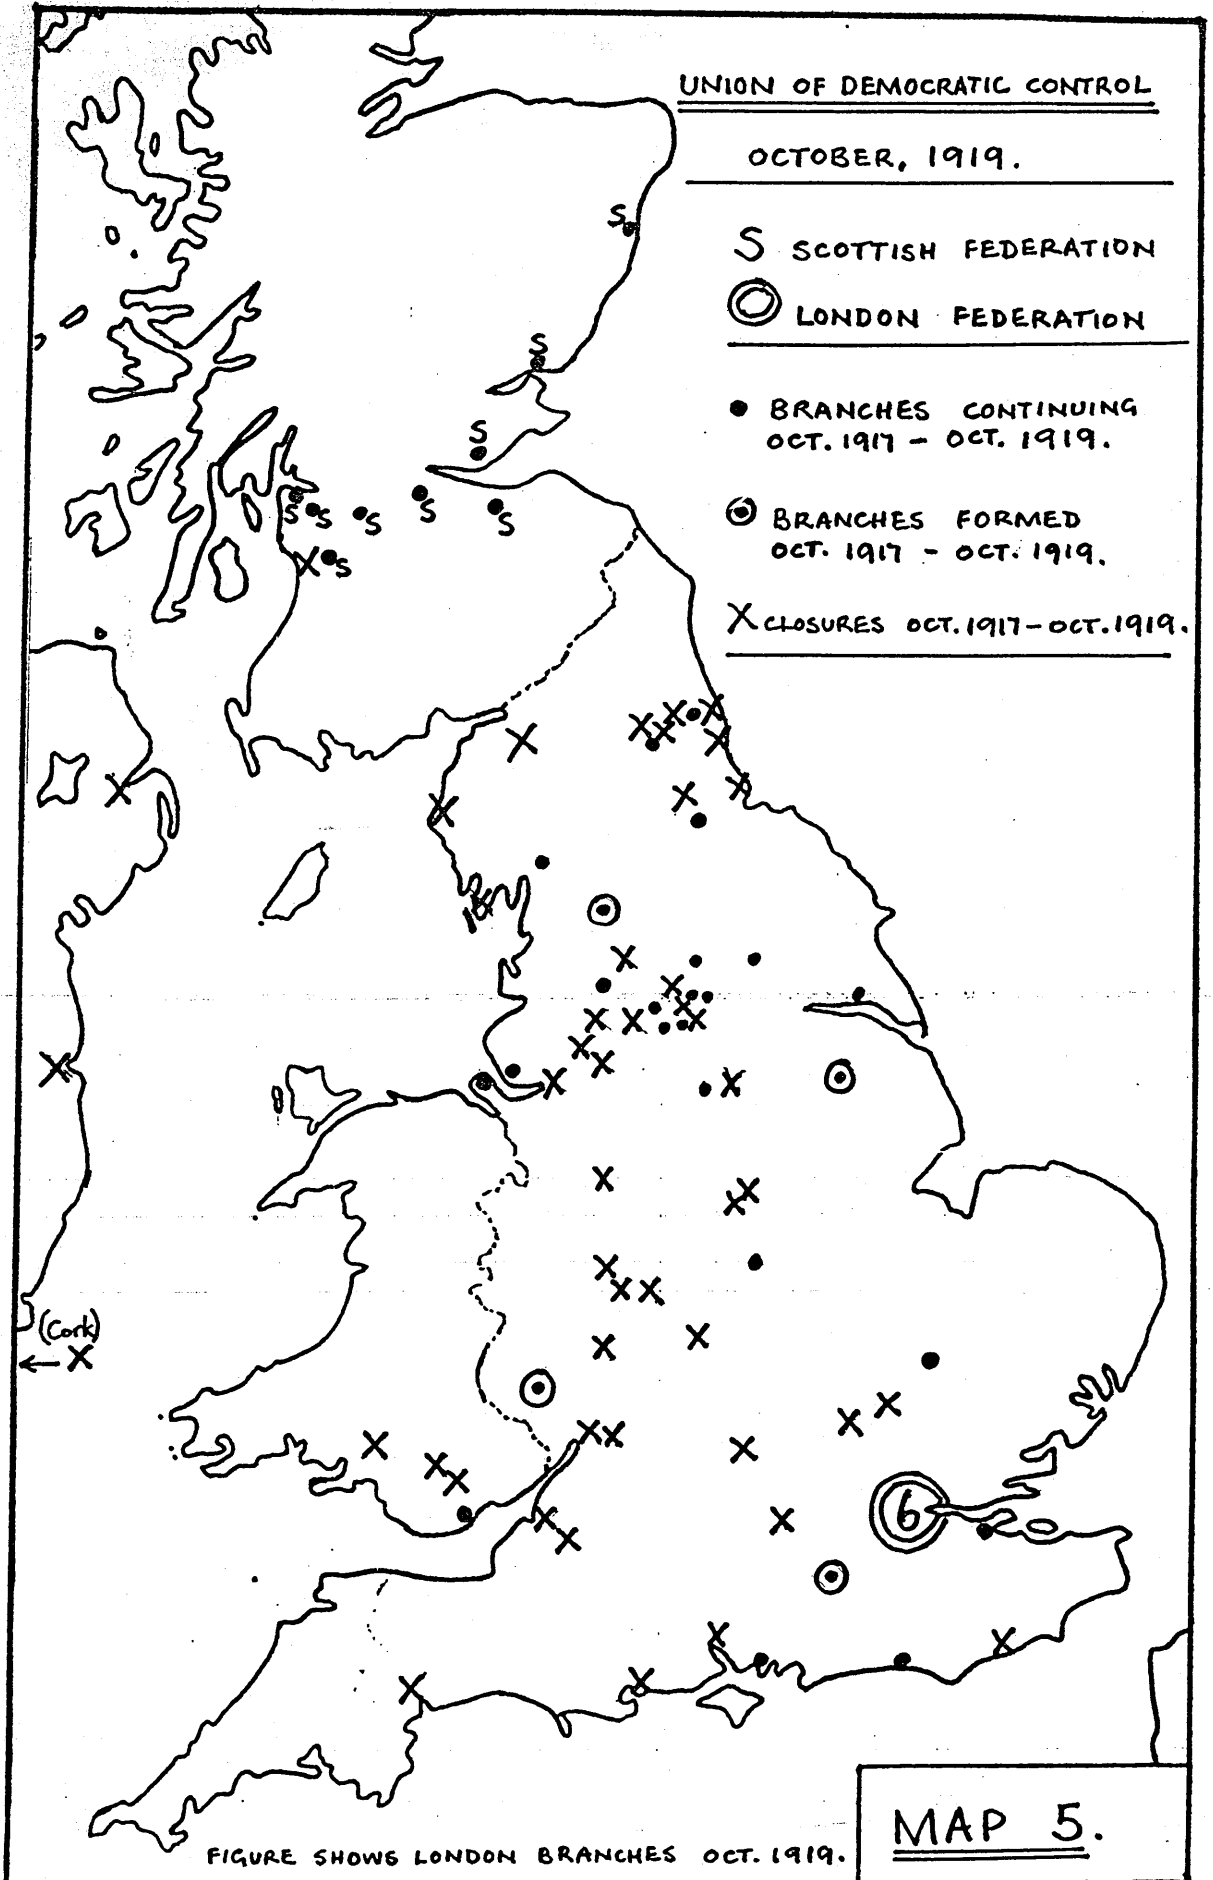 UNION OF DEMOCRATIC CONTROL
OCTOBER, 1919.
S SCOTTISH FEDERATION
LONDON FEDERATION
BRANCHES CONTINUING
OCT. 1917 - OCT. 1919.
BRANCHES FORMED
OCT. 1917 - OCT. 1919.
X CLOSURES OCT. 1917 - OCT. 1919.
S
S
S
S
S
S
S
S
S
(Cork)
6
FIGURE SHOWS LONDON BRANCHES OCT. 1919.
MAP 5.